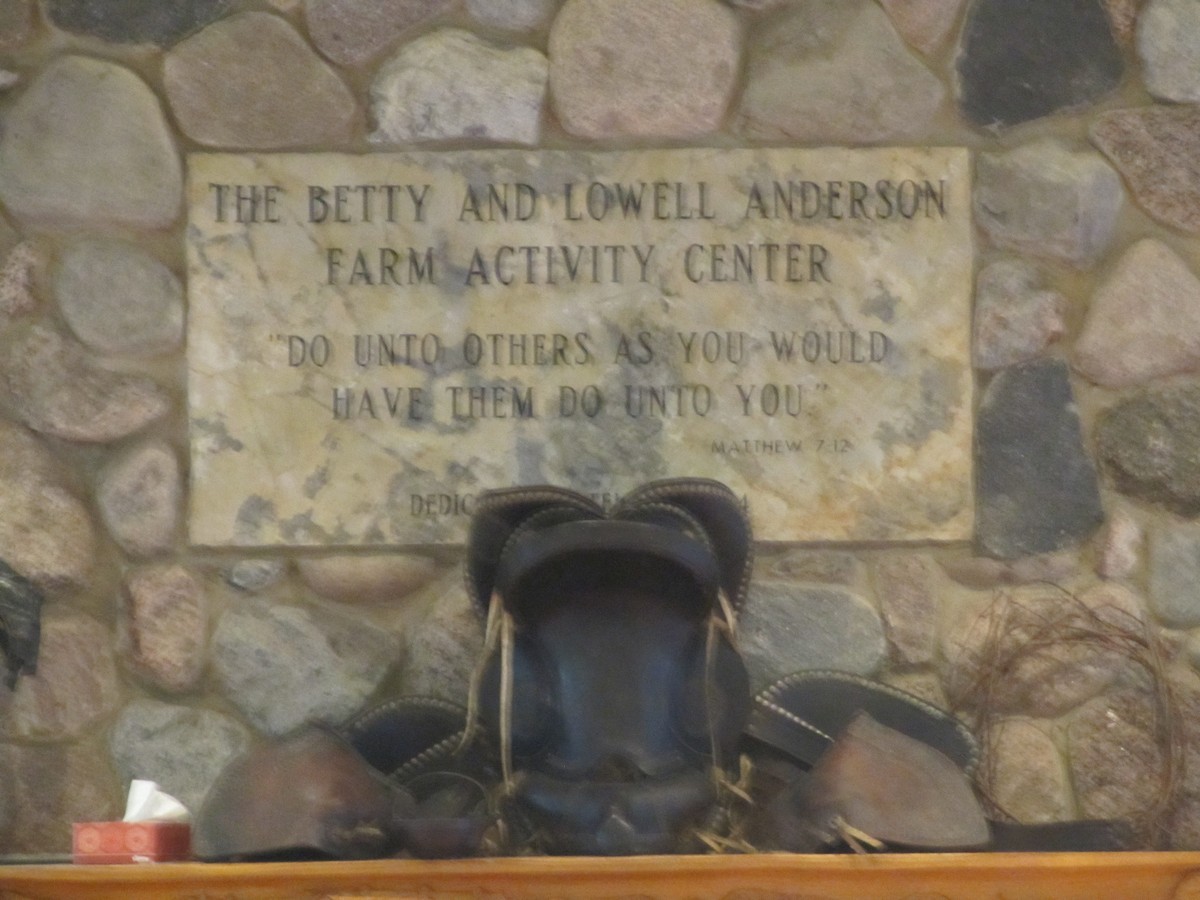 THE BETTY AND LOWELL ANDERSON
FARM ACTIVITY CENTER
"DO UNTO OTHERS AS YOU WOULD
HAVE THEM DO UNTO YOU."
MATTHEW 7:12